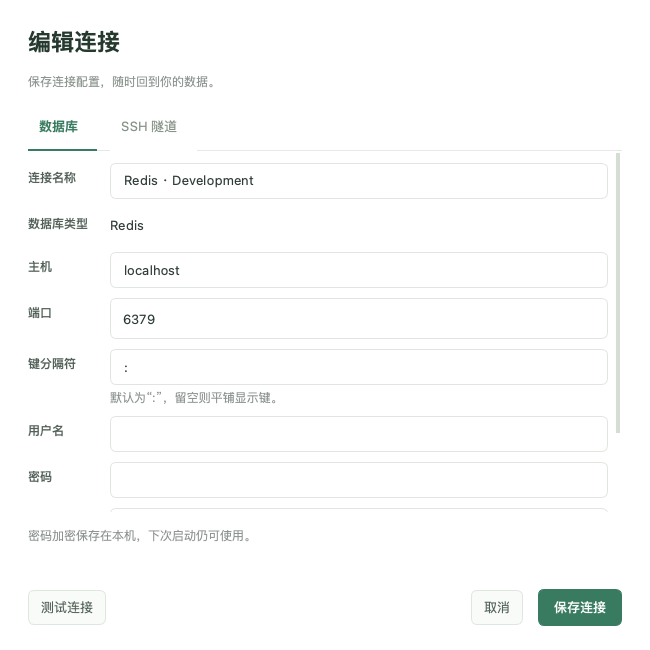 编辑连接
保存连接配置，随时回到你的数据。
数据库 SSH 隧道
连接名称 Redis · Development
数据库类型 Redis
主机 localhost
端口 6379
键分隔符 :
默认为“:”，留空则平铺显示键。
用户名
密码
密码加密保存在本机，下次启动仍可使用。
测试连接 取消 保存连接